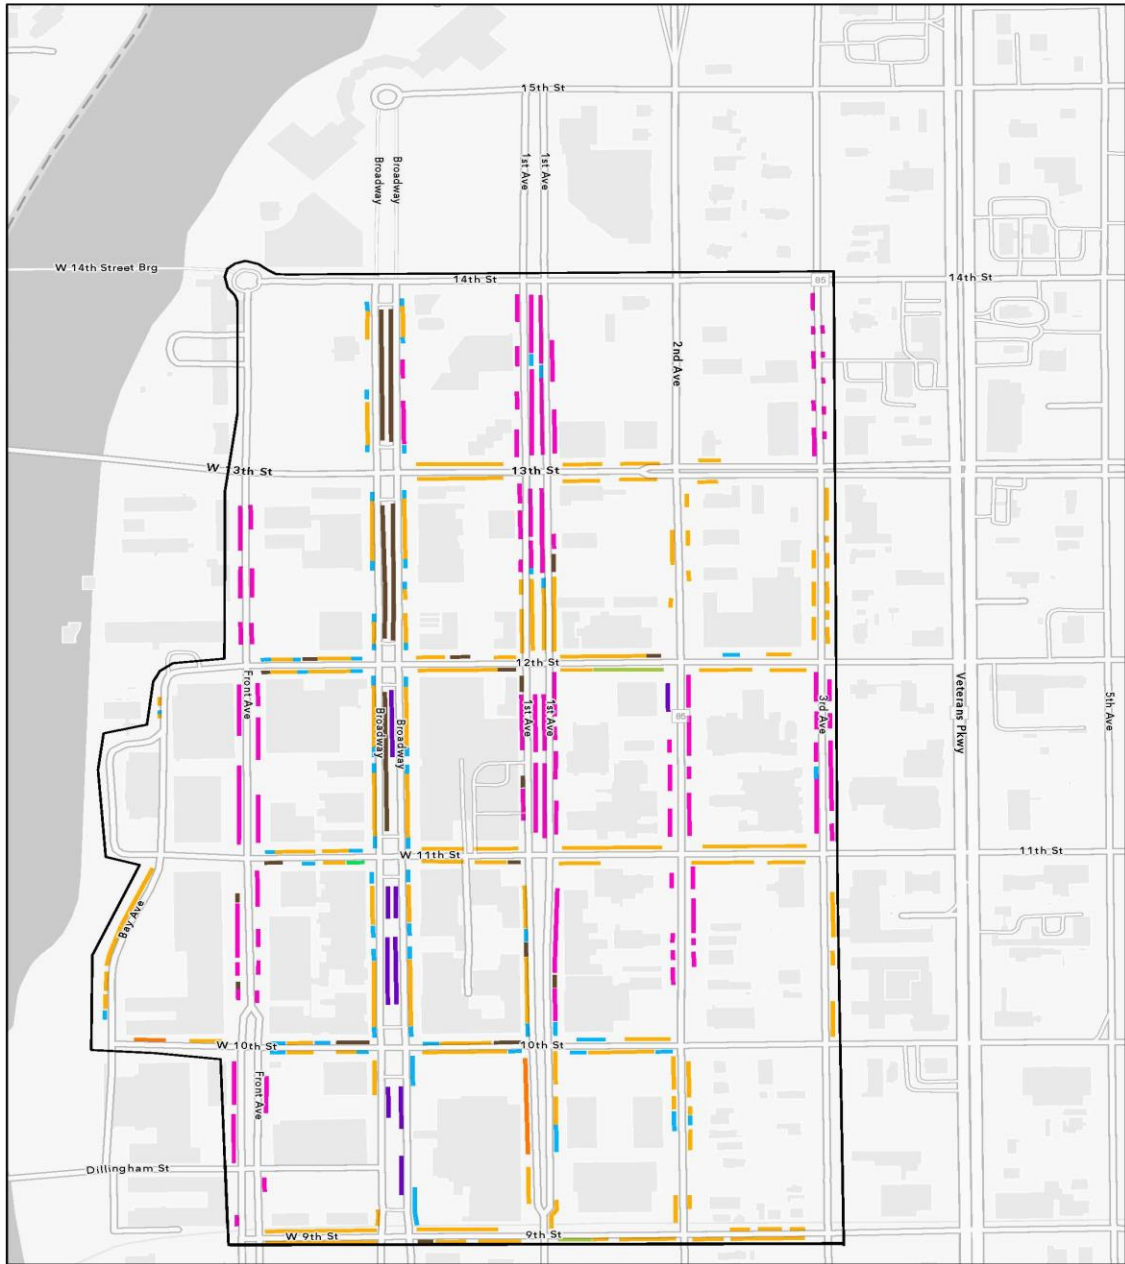 15th St
Broadway
Broadway
1st Ave
1st Ave
W 14th Street Brg
14th St
85
14th St
2nd Ave
W 13th St
13th St
12th St
Front Ave
Broadway
Broadway
1st Ave
1st Ave
85
3rd Ave
Veterans Pkwy
5th Ave
W 11th St
11th St
Bay Ave
W 10th St
10th St
Front Ave
Dillingham St
W 9th St
9th St